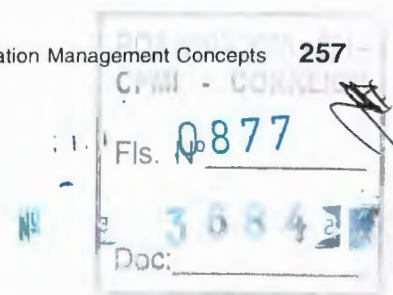 ation Management Concepts 257
CPMI - CORREIOS
Fls. Nº 0877
Nº 3684
Doc: